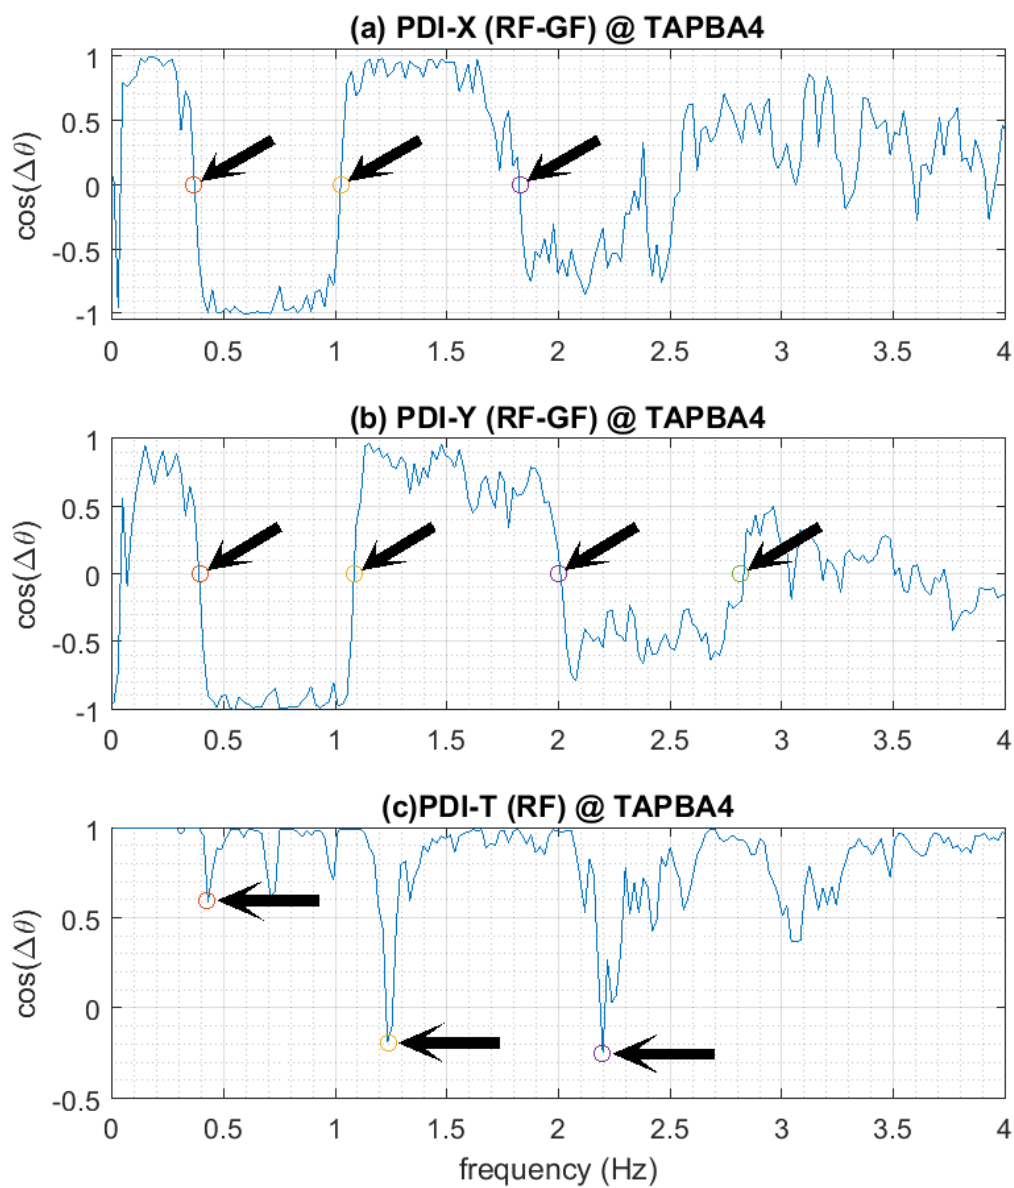 (a) PDI-X (RF-GF) @ TAPBA4
1
0.5
0
-0.5
-1
cos(Δθ)
0 0.5 1 1.5 2 2.5 3 3.5 4
(b) PDI-Y (RF-GF) @ TAPBA4
1
0.5
0
-0.5
-1
cos(Δθ)
0 0.5 1 1.5 2 2.5 3 3.5 4
(c)PDI-T (RF) @ TAPBA4
1
0.5
0
-0.5
cos(Δθ)
0 0.5 1 1.5 2 2.5 3 3.5 4
frequency (Hz)